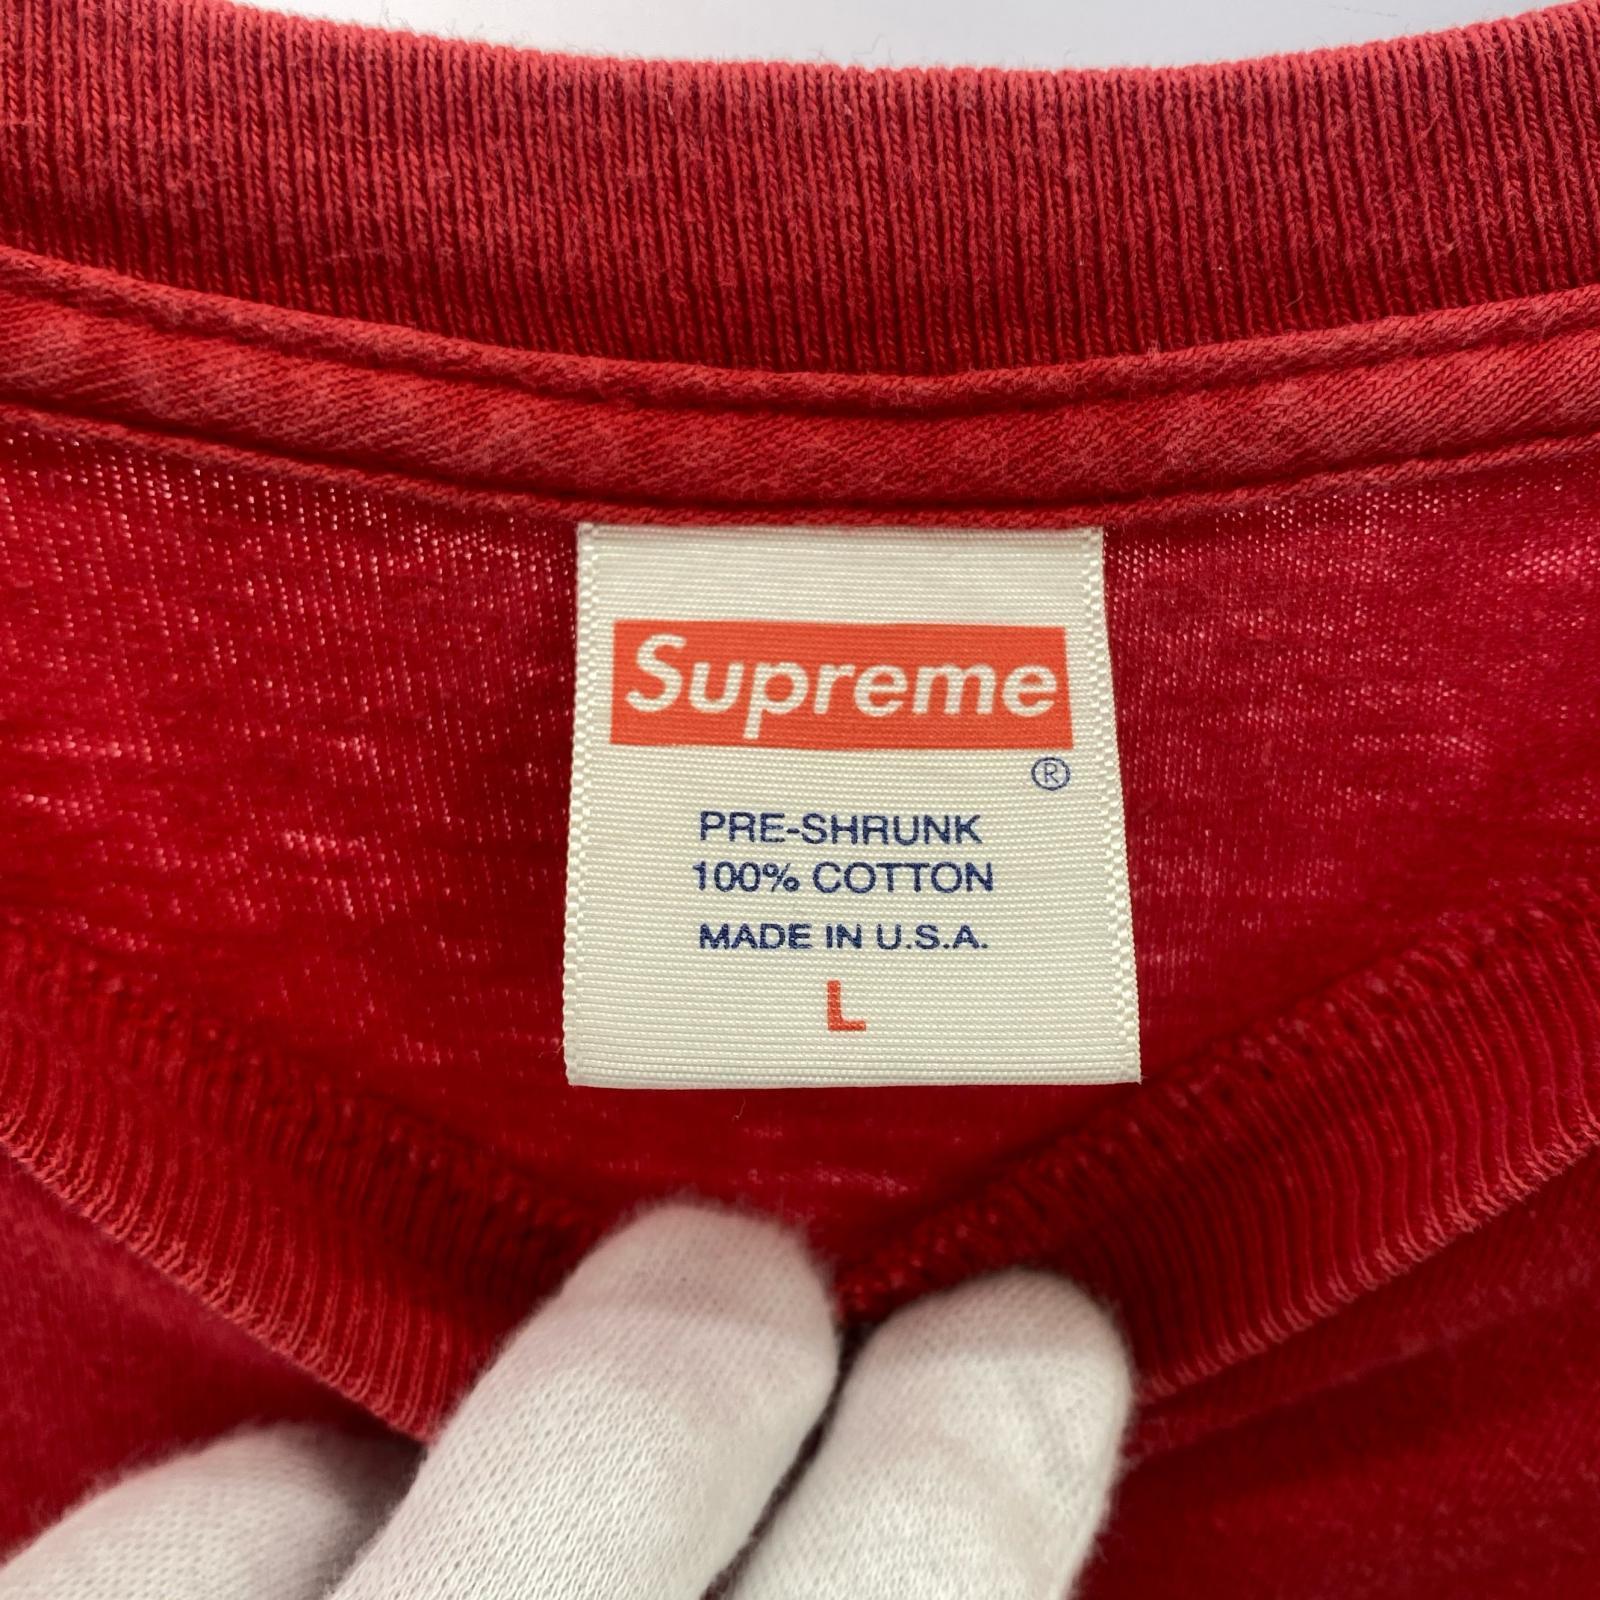 Supreme
®
PRE-SHRUNK
100% COTTON
MADE IN U.S.A.
L